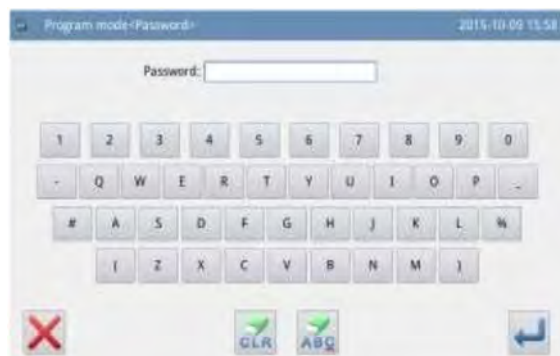 Program mode<Password> 2015-10-09 15:58
Password:
1 2 3 4 5 6 7 8 9 0
- Q W E R T Y U I O P _
# A S D F G H J K L %
( Z X C V B N M )
CLR ABC